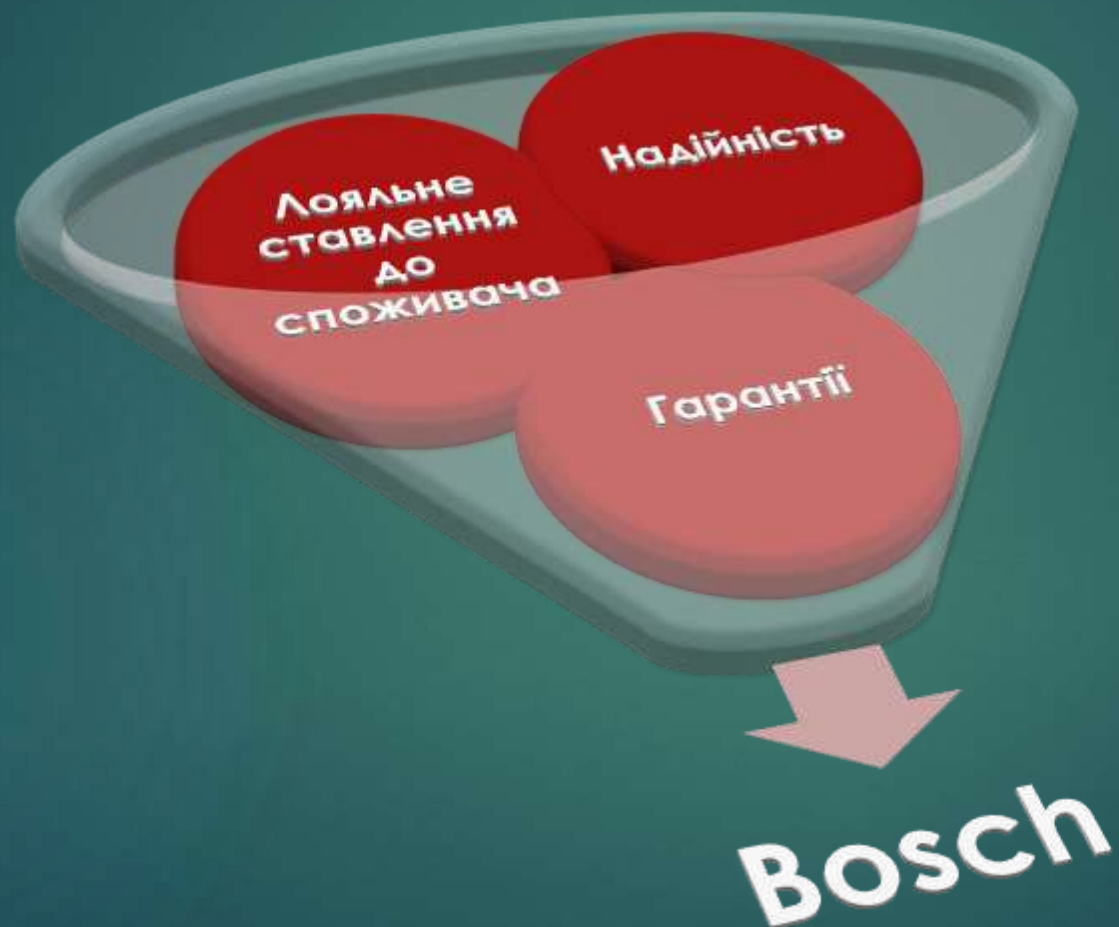 Надійність
Лояльне
ставлення
до
споживача
Гарантії
Bosch